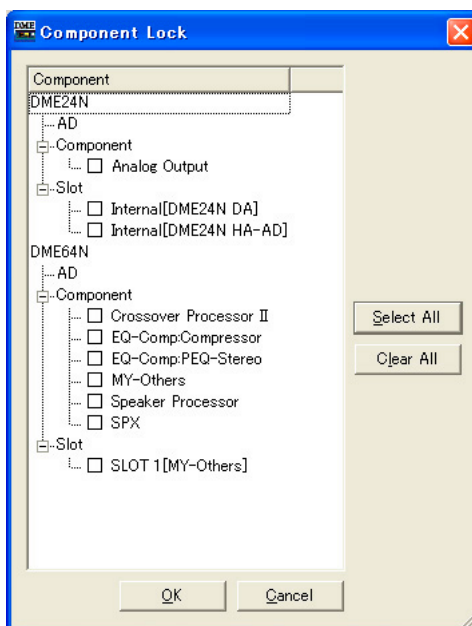 DME
Component Lock
Component
DME24N
AD
Component
Analog Output
Slot
Internal[DME24N DA]
Internal[DME24N HA-AD]
DME64N
AD
Component
Crossover Processor II
EQ-Comp:Compressor
EQ-Comp:PEQ-Stereo
MY-Others
Speaker Processor
SPX
Slot
SLOT 1[MY-Others]
Select All
Clear All
OK
Cancel